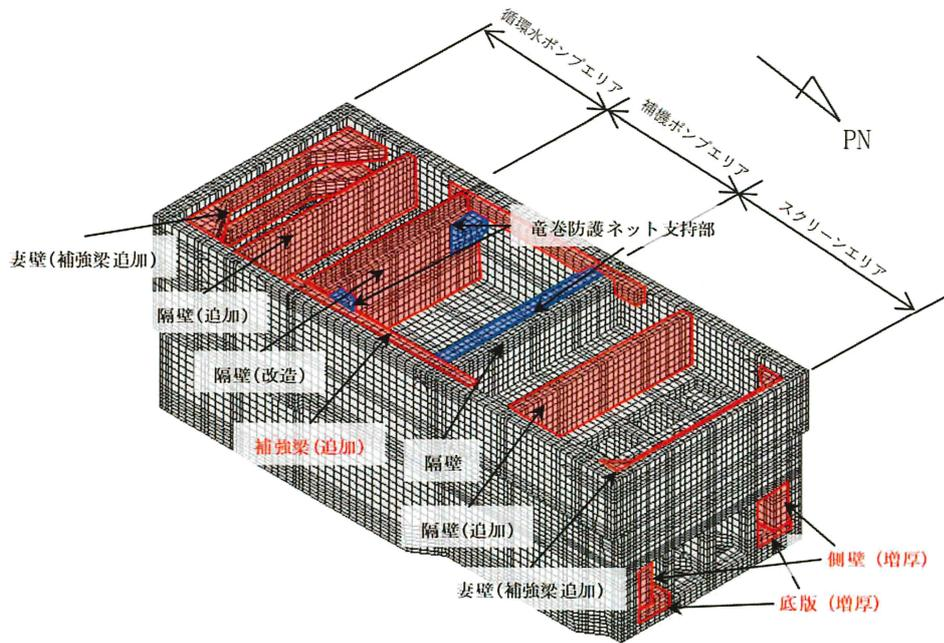 循環水ポンプエリア
補機ポンプエリア
スクリーンエリア
PN
竜巻防護ネット支持部
妻壁(補強梁追加)
隔壁(追加)
隔壁(改造)
補強梁(追加)
隔壁
隔壁(追加)
妻壁(補強梁追加)
側壁（増厚）
底版（増厚）